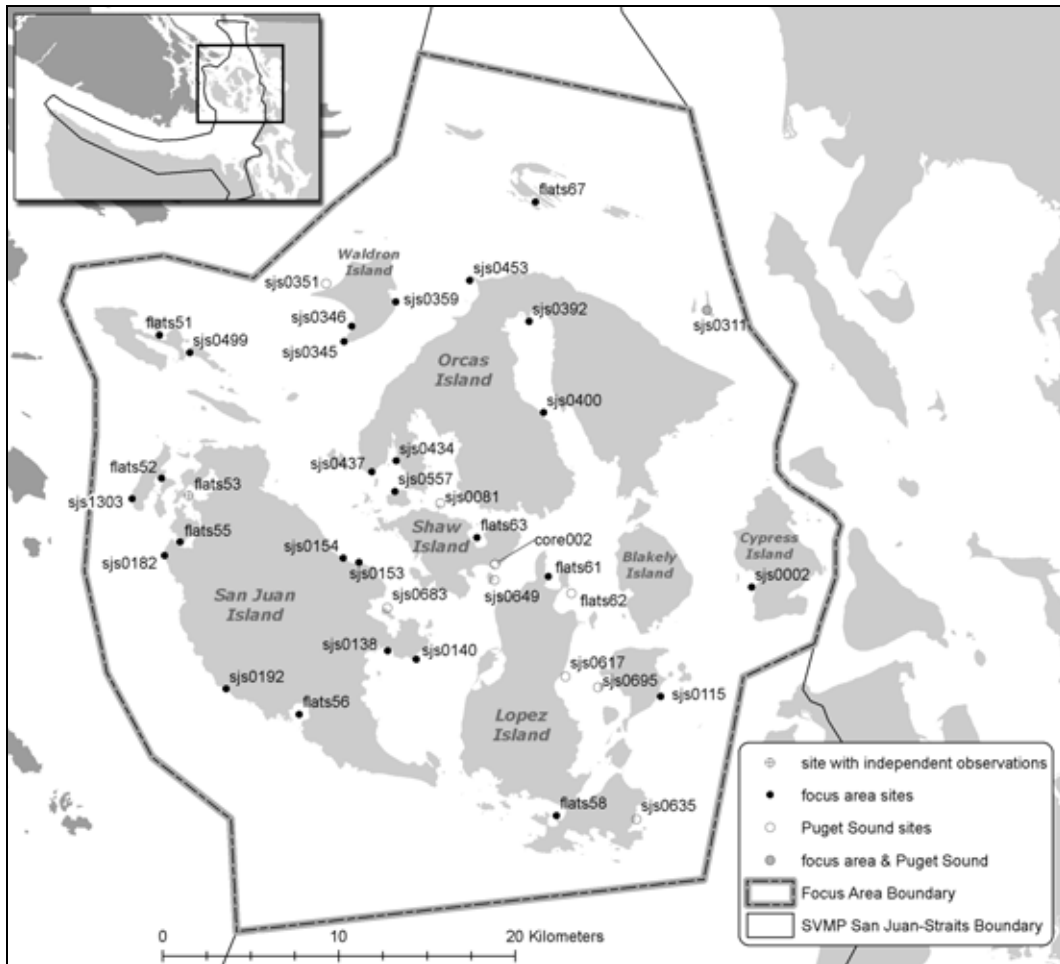 flats67
Waldron
Island
sjs0351
sjs0453
sjs0359
sjs0346
sjs0392
sjs0311
flats51
sjs0499
sjs0345
Orcas
Island
sjs0400
sjs0434
sjs0437
flats52
flats53
sjs0557
sjs1303
sjs0081
flats55
Shaw
Island
flats63
core002
Cypress
Island
sjs0154
sjs0182
sjs0153
flats61
Blakely
Island
sjs0002
San Juan
Island
sjs0683
sjs0649
flats62
sjs0138
sjs0140
sjs0617
sjs0695
sjs0192
sjs0115
flats56
Lopez
Island
flats58
sjs0635
site with independent observations
focus area sites
Puget Sound sites
focus area & Puget Sound
Focus Area Boundary
SVMP San Juan-Straits Boundary
0 10 20 Kilometers